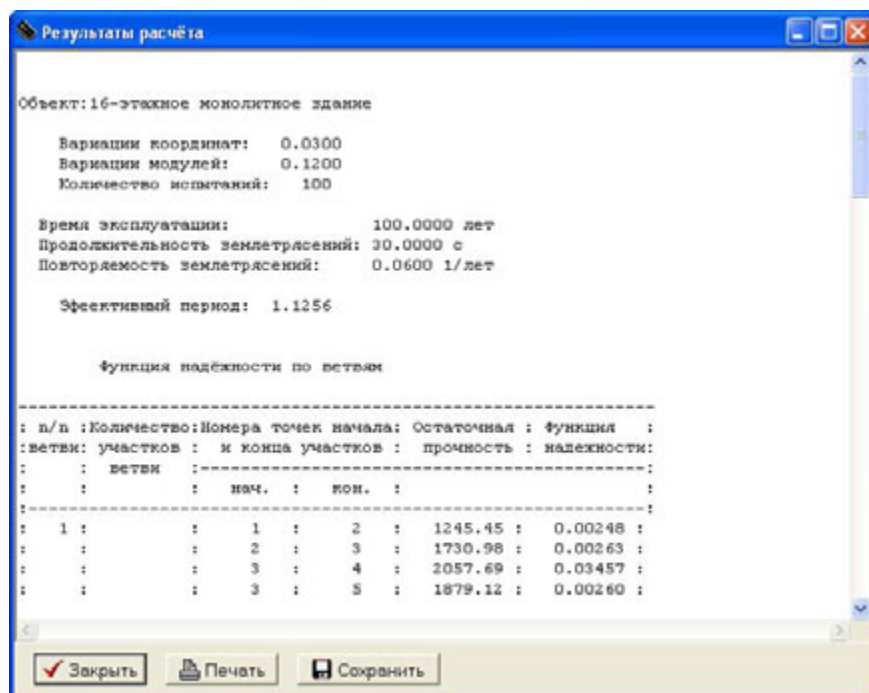 Результаты расчёта
Объект:16-этажное монолитное здание
Вариации координат: 0.0300
Вариации модулей: 0.1200
Количество испытаний: 100
Время эксплуатации: 100.0000 лет
Продолжительность землетрясений: 30.0000 с
Повторяемость землетрясений: 0.0600 1/лет
Эфеективный период: 1.1256
Функция надёжности по ветвям
--------------------------------------------------------------
: п/п :Количество:Номера точек начала: Остаточная : Функция :
:ветви: участков : и конца участков : прочность : надежности:
: : ветви :---------------------------------------------:
: : : нач. : кон. : :
:--------------------------------------------------------------:
: 1 : : 1 : 2 : 1245.45 : 0.00248 :
: : : 2 : 3 : 1730.98 : 0.00263 :
: : : 3 : 4 : 2057.69 : 0.03457 :
: : : 3 : 5 : 1879.12 : 0.00260 :
Закрыть Печать Сохранить